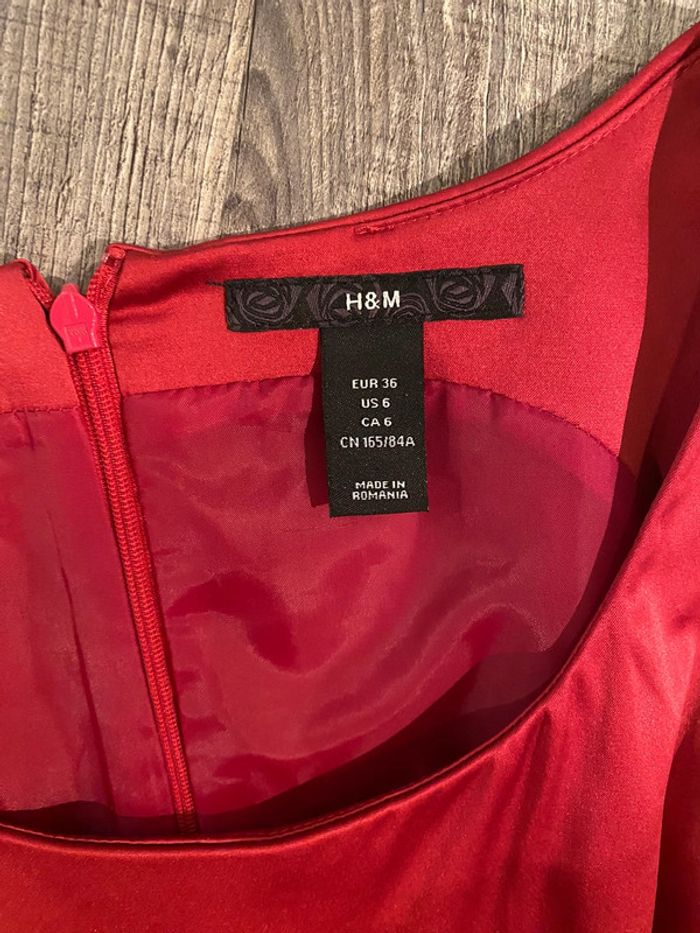 H&M
EUR 36
US 6
CA 6
CN 165/84A
MADE IN
ROMANIA